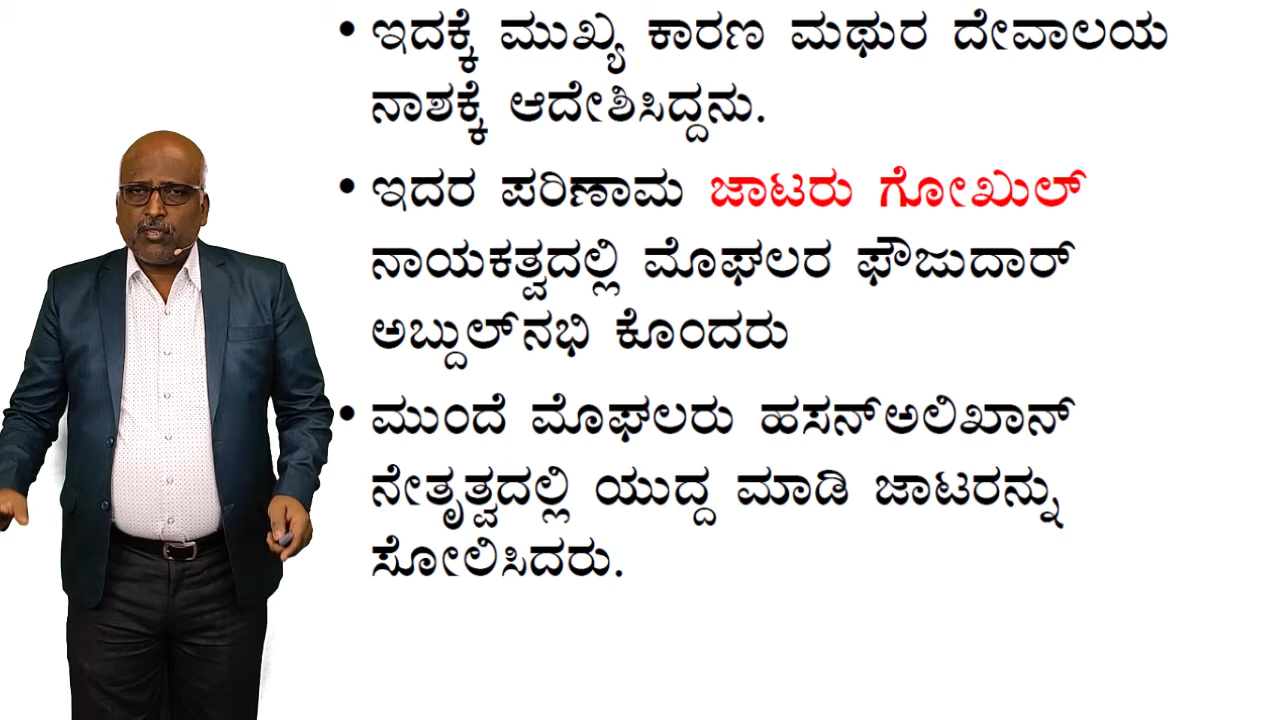 • ಇದಕ್ಕೆ ಮುಖ್ಯ ಕಾರಣ ಮಥುರ ದೇವಾಲಯ
ನಾಶಕ್ಕೆ ಆದೇಶಿಸಿದ್ದನು.
• ಇದರ ಪರಿಣಾಮ ಜಾಟರು ಗೋಖುಲ್
ನಾಯಕತ್ವದಲ್ಲಿ ಮೊಘಲರ ಫೌಜುದಾರ್
ಅಬ್ದುಲ್‌ನಭಿ ಕೊಂದರು
• ಮುಂದೆ ಮೊಘಲರು ಹಸನ್‌ಅಲಿಖಾನ್
ನೇತೃತ್ವದಲ್ಲಿ ಯುದ್ದ ಮಾಡಿ ಜಾಟರನ್ನು
ಸೋಲಿಸಿದರು.